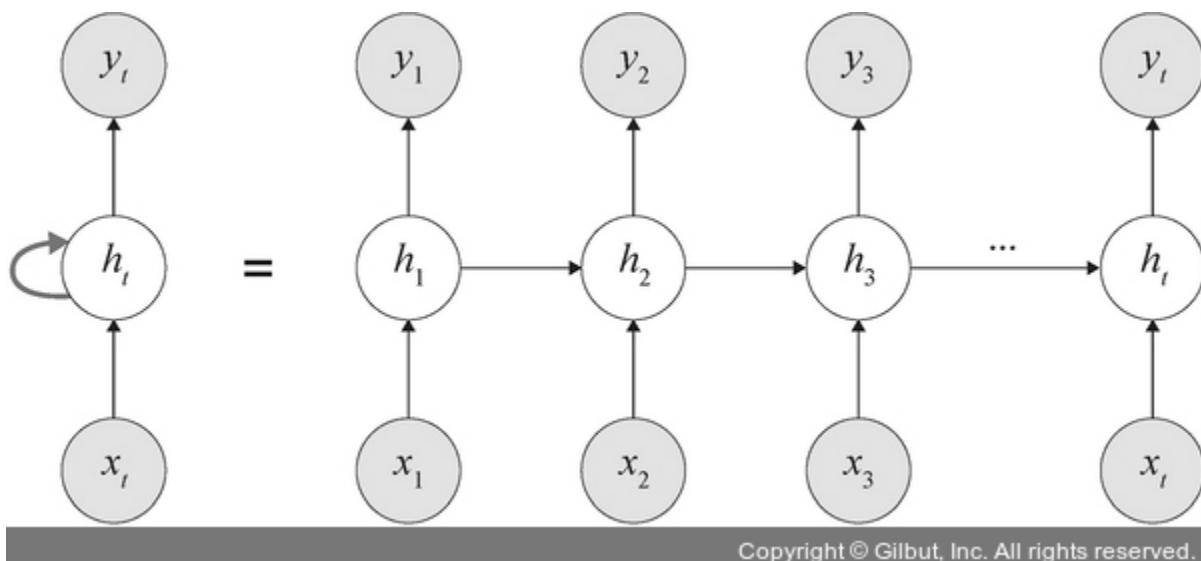 y_t y_1 y_2 y_3 y_t
h_t = h_1 h_2 h_3 ... h_t
x_t x_1 x_2 x_3 x_t
Copyright © Gilbut, Inc. All rights reserved.